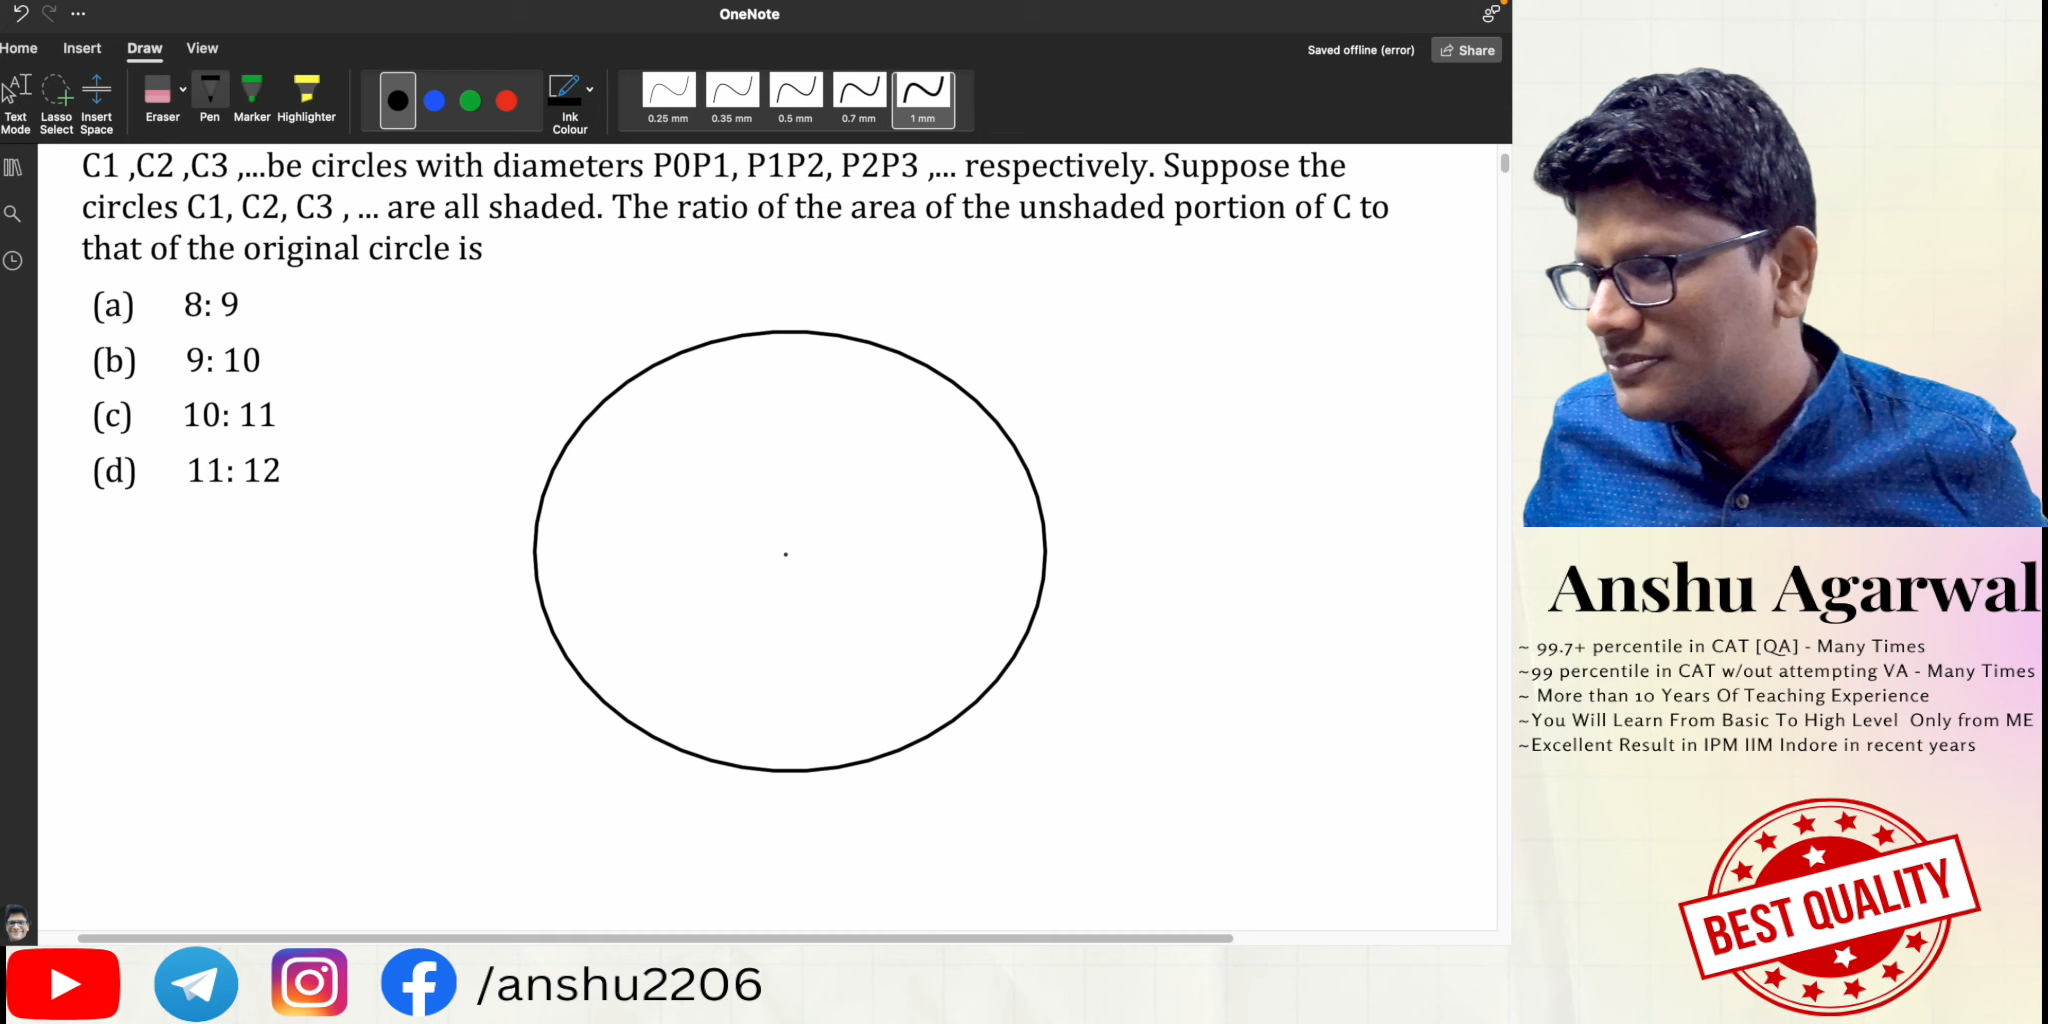 OneNote
Home Insert Draw View
Saved offline (error) Share
Text Mode Lasso Select Insert Space Eraser Pen Marker Highlighter Ink Colour 0.25 mm 0.35 mm 0.5 mm 0.7 mm 1 mm
C1 ,C2 ,C3 ,...be circles with diameters P0P1, P1P2, P2P3 ,... respectively. Suppose the
circles C1, C2, C3 , ... are all shaded. The ratio of the area of the unshaded portion of C to
that of the original circle is
(a) 8: 9
(b) 9: 10
(c) 10: 11
(d) 11: 12
Anshu Agarwal
~ 99.7+ percentile in CAT [QA] - Many Times
~99 percentile in CAT w/out attempting VA - Many Times
~ More than 10 Years Of Teaching Experience
~You Will Learn From Basic To High Level Only from ME
~Excellent Result in IPM IIM Indore in recent years
BEST QUALITY
/anshu2206